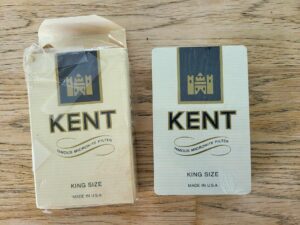 KENT
FAMOUS MICRONITE FILTER
KING SIZE
MADE IN U.S.A.
KENT
FAMOUS MICRONITE FILTER
KING SIZE
MADE IN U.S.A.